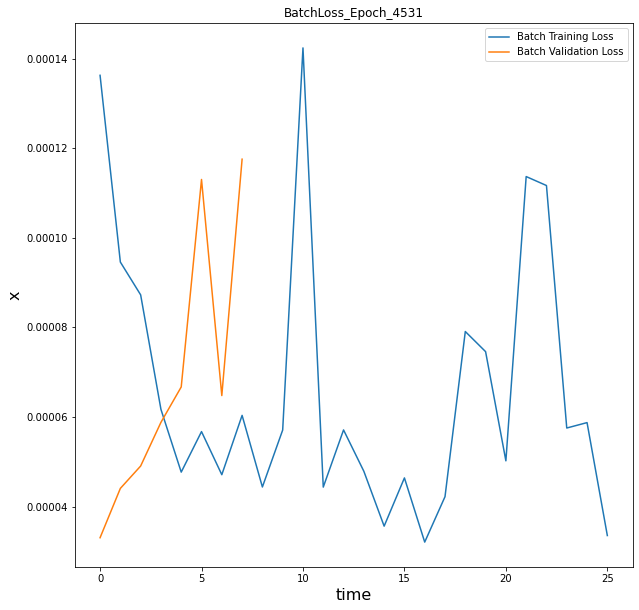 BatchLoss_Epoch_4531
Batch Training Loss
Batch Validation Loss
0.00014
0.00012
0.00010
0.00008
0.00006
0.00004
x
0 5 10 15 20 25
time